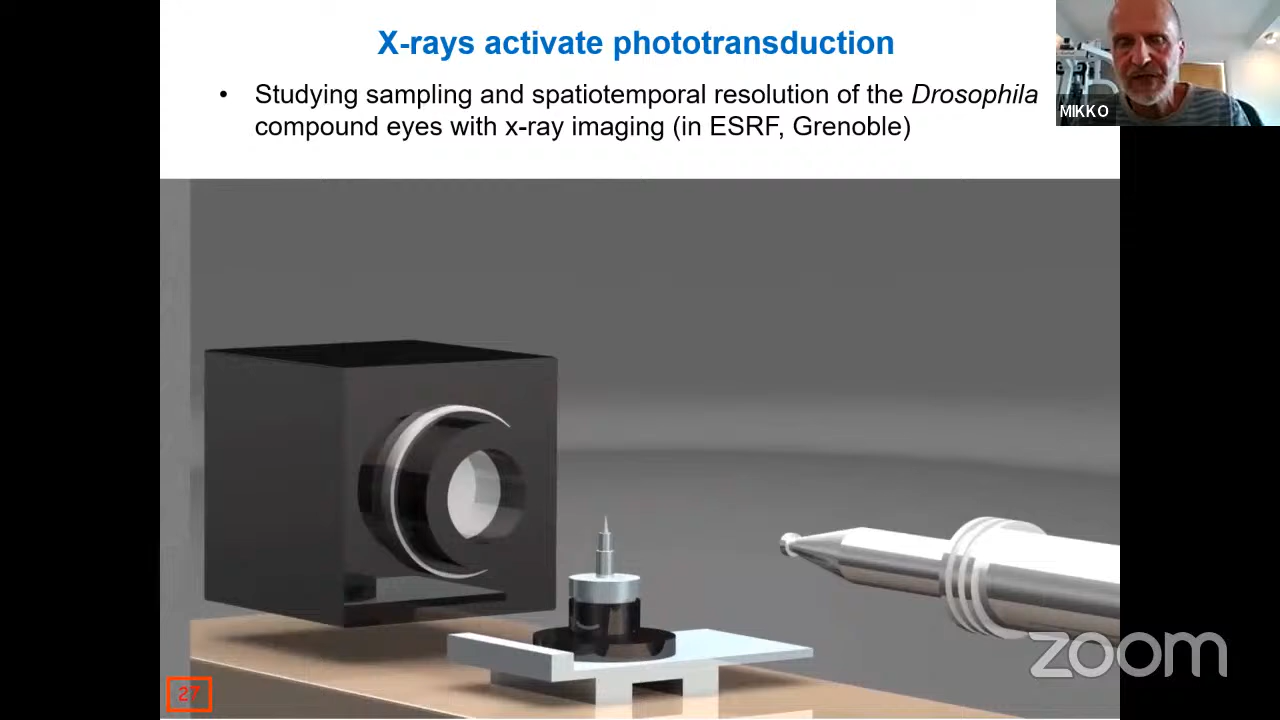 X-rays activate phototransduction
• Studying sampling and spatiotemporal resolution of the Drosophila
compound eyes with x-ray imaging (in ESRF, Grenoble)
MIKKO
zoom
27